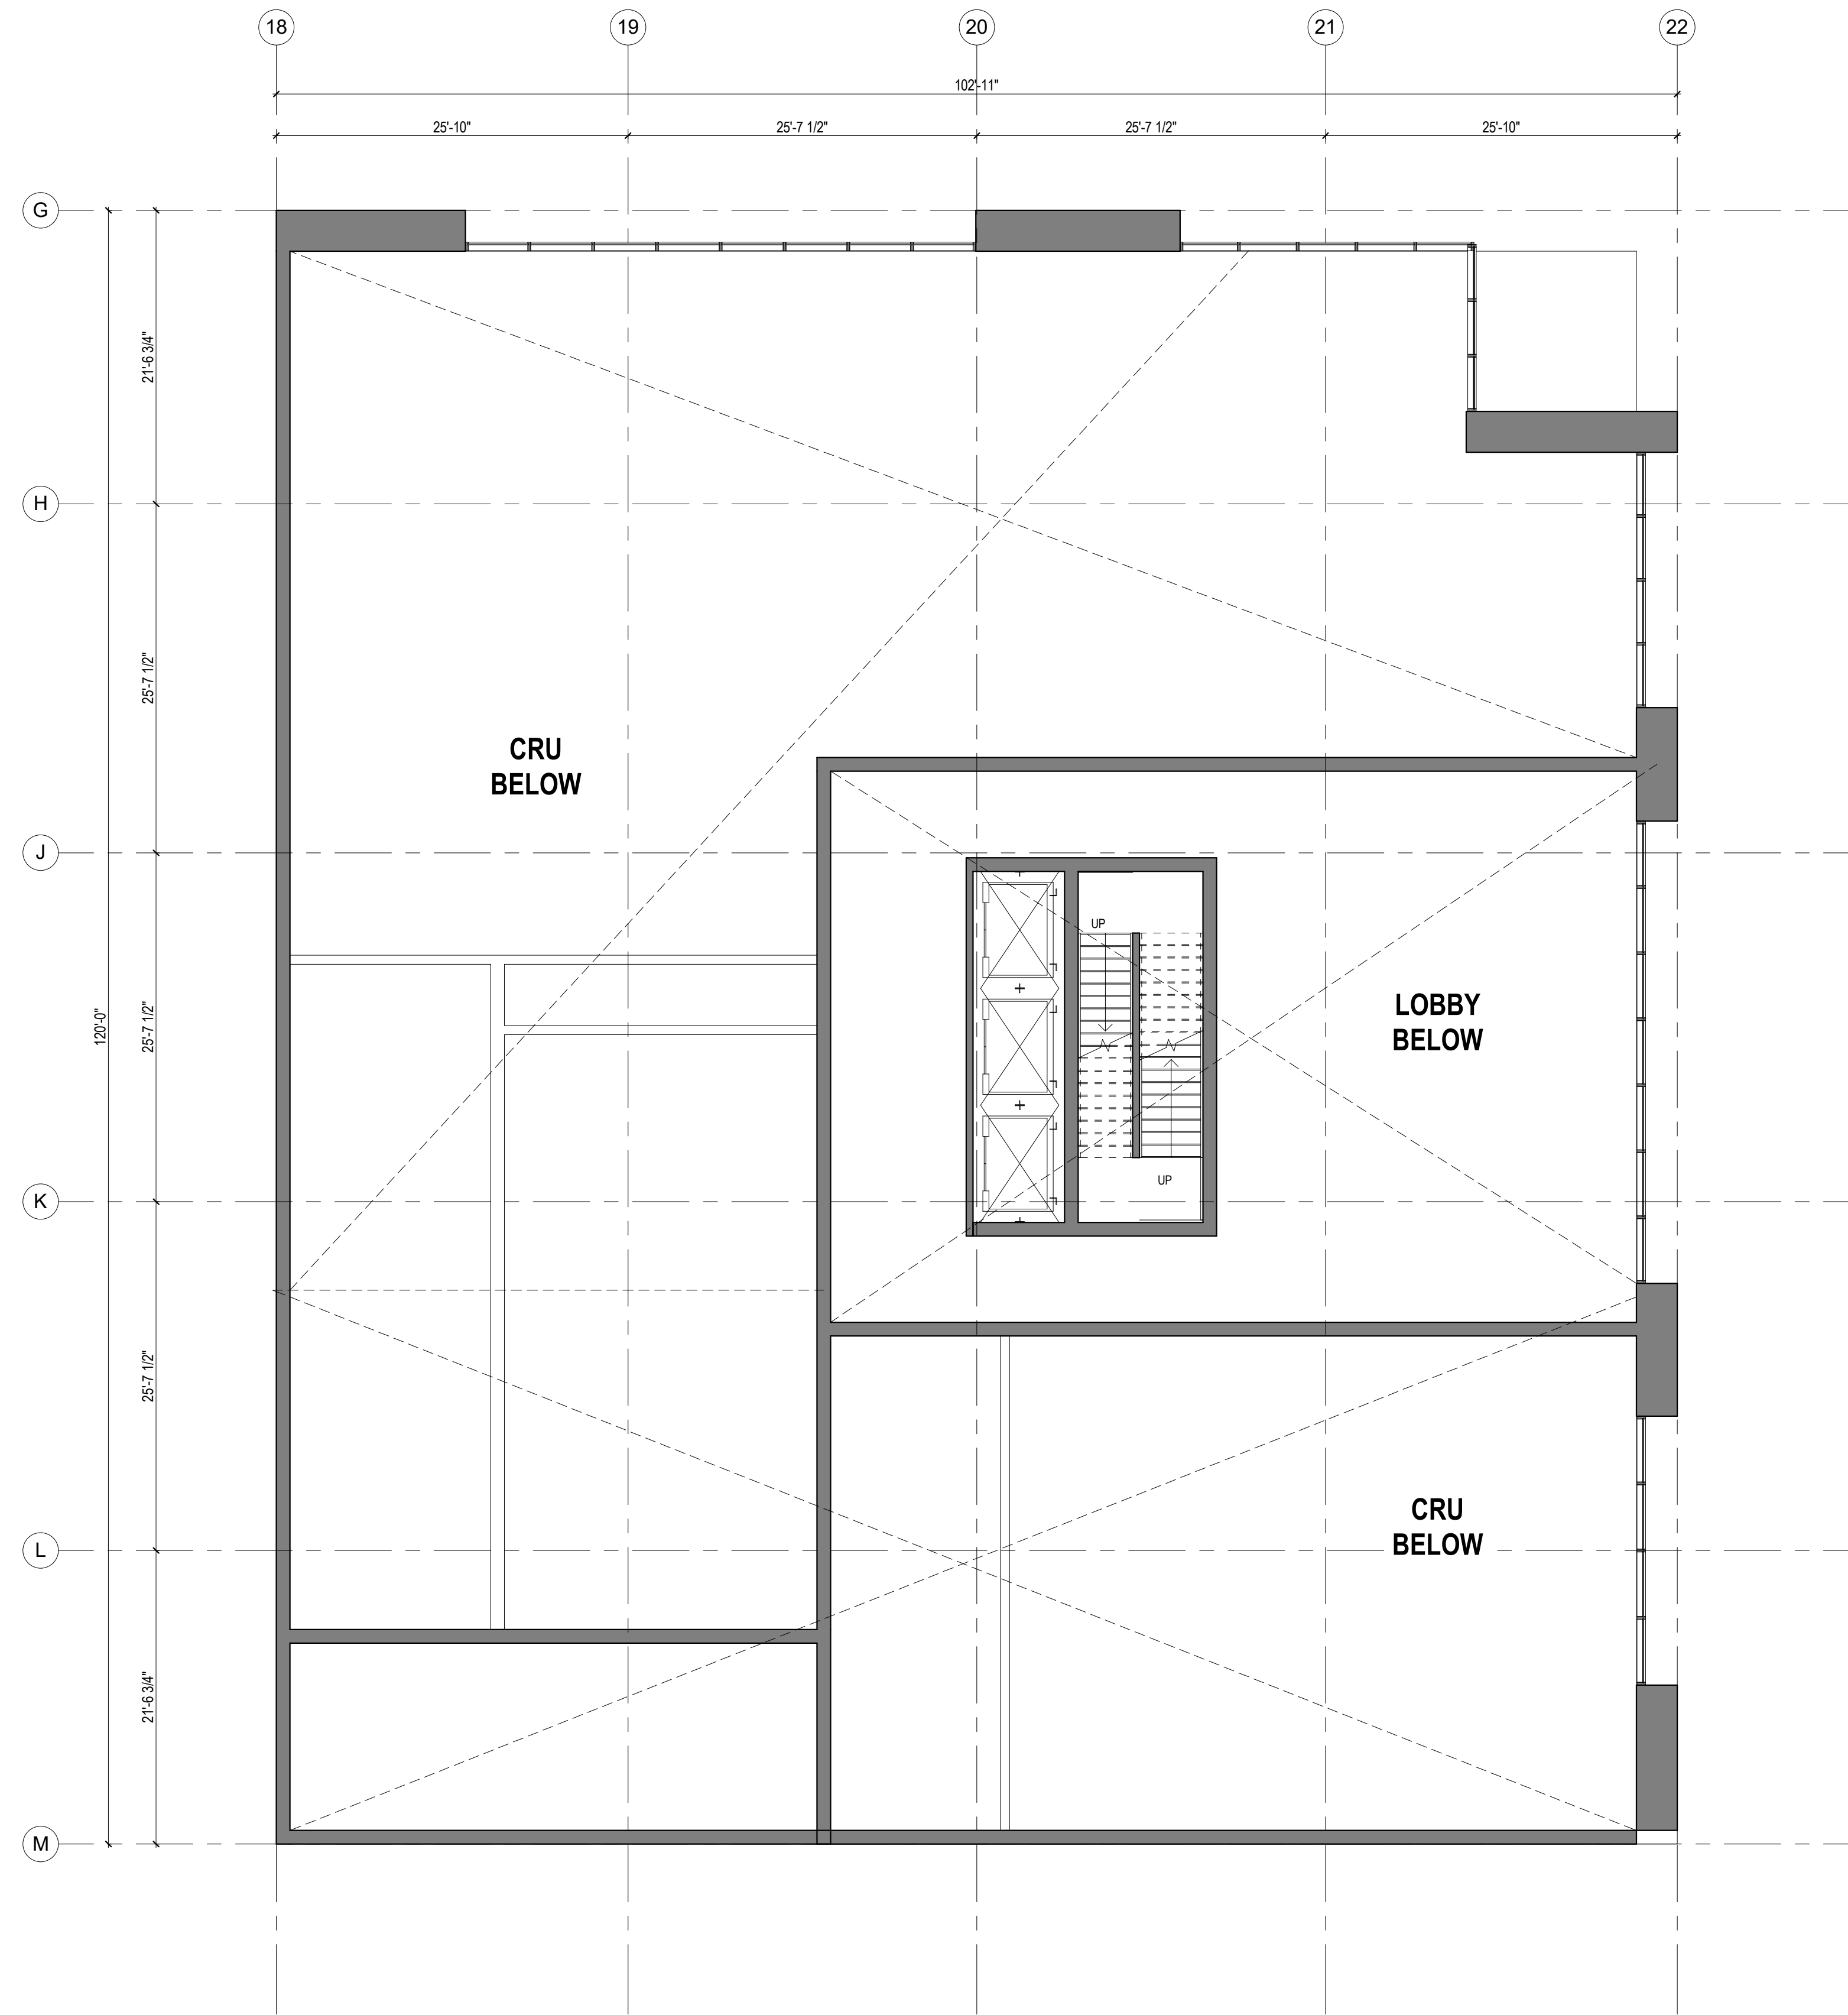 18
19
20
21
22
102'-11"
25'-10"
25'-7 1/2"
25'-7 1/2"
25'-10"
G
21'-6 3/4"
H
25'-7 1/2"
CRU
BELOW
J
UP
25'-7 1/2"
120'-0"
LOBBY
BELOW
UP
K
25'-7 1/2"
CRU
BELOW
L
21'-6 3/4"
M